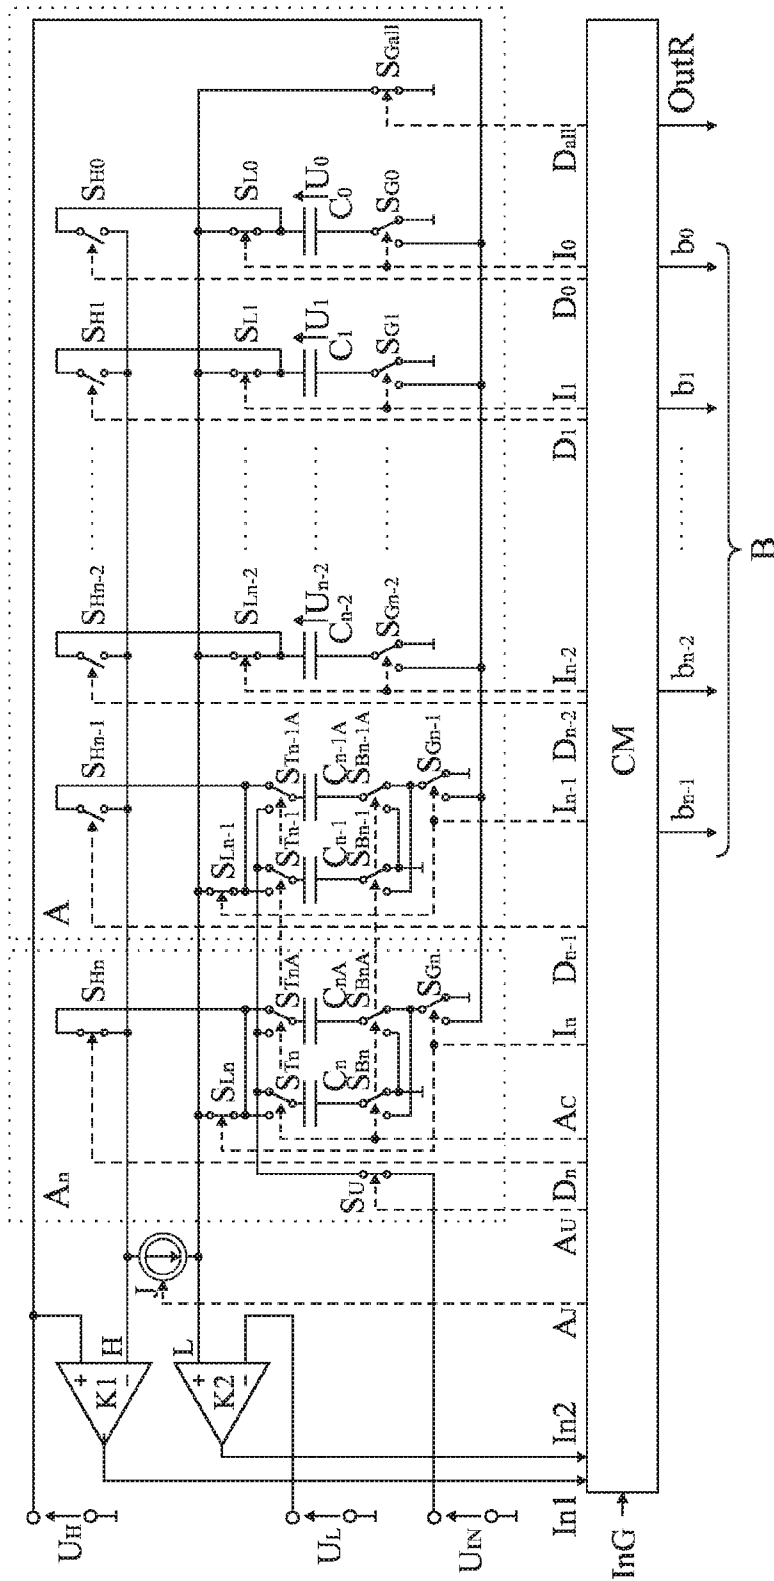 UH
UL
UIN
InG
K1
+
−
H
K2
+
−
L
J
An
SHn
SLn
STn
STnA
Cn
CnA
SBn
SBnA
SGn
SU
A
SHn-1
SLn-1
STn-1
STn-1A
Cn-1
Cn-1A
SBn-1
SBn-1A
SGn-1
SHn-2
SLn-2
Un-2
Cn-2
SGn-2
SH1
SL1
U1
C1
SG1
SH0
SL0
U0
C0
SG0
SGall
In1
In2
AJ
AU
Dn
AC
In
Dn-1
In-1
Dn-2
In-2
D1
I1
D0
I0
Dall
CM
bn-1
bn-2
b1
b0
OutR
B